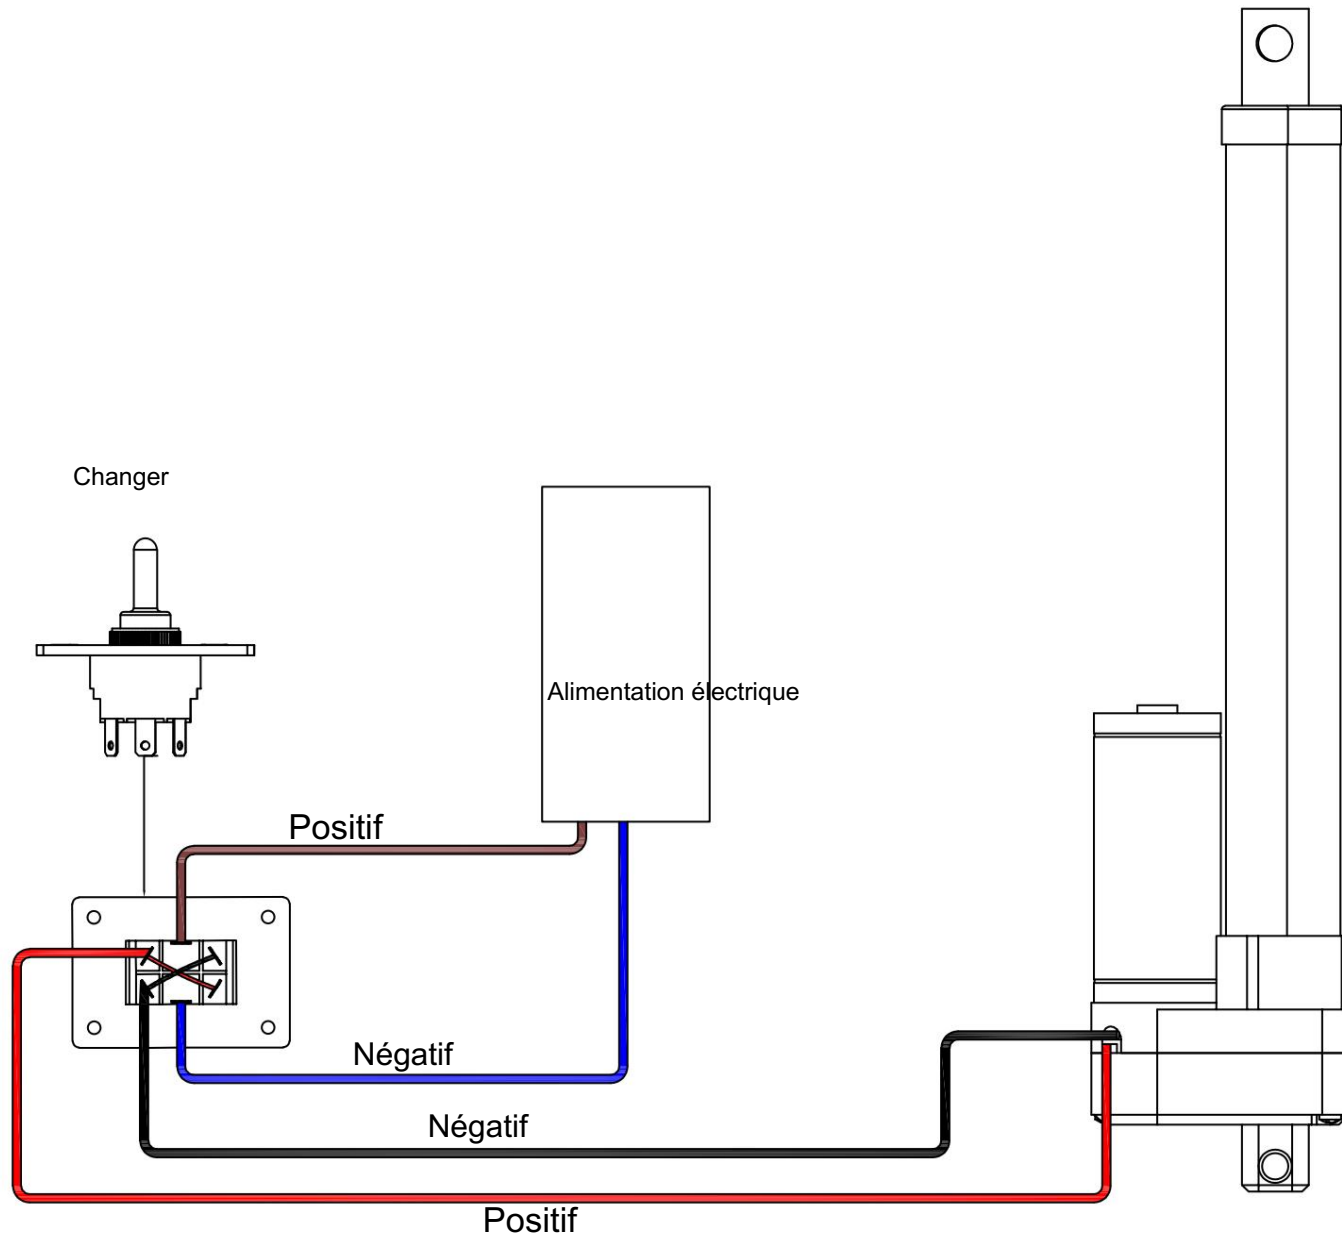 Changer
Alimentation électrique
Positif
Négatif
Négatif
Positif